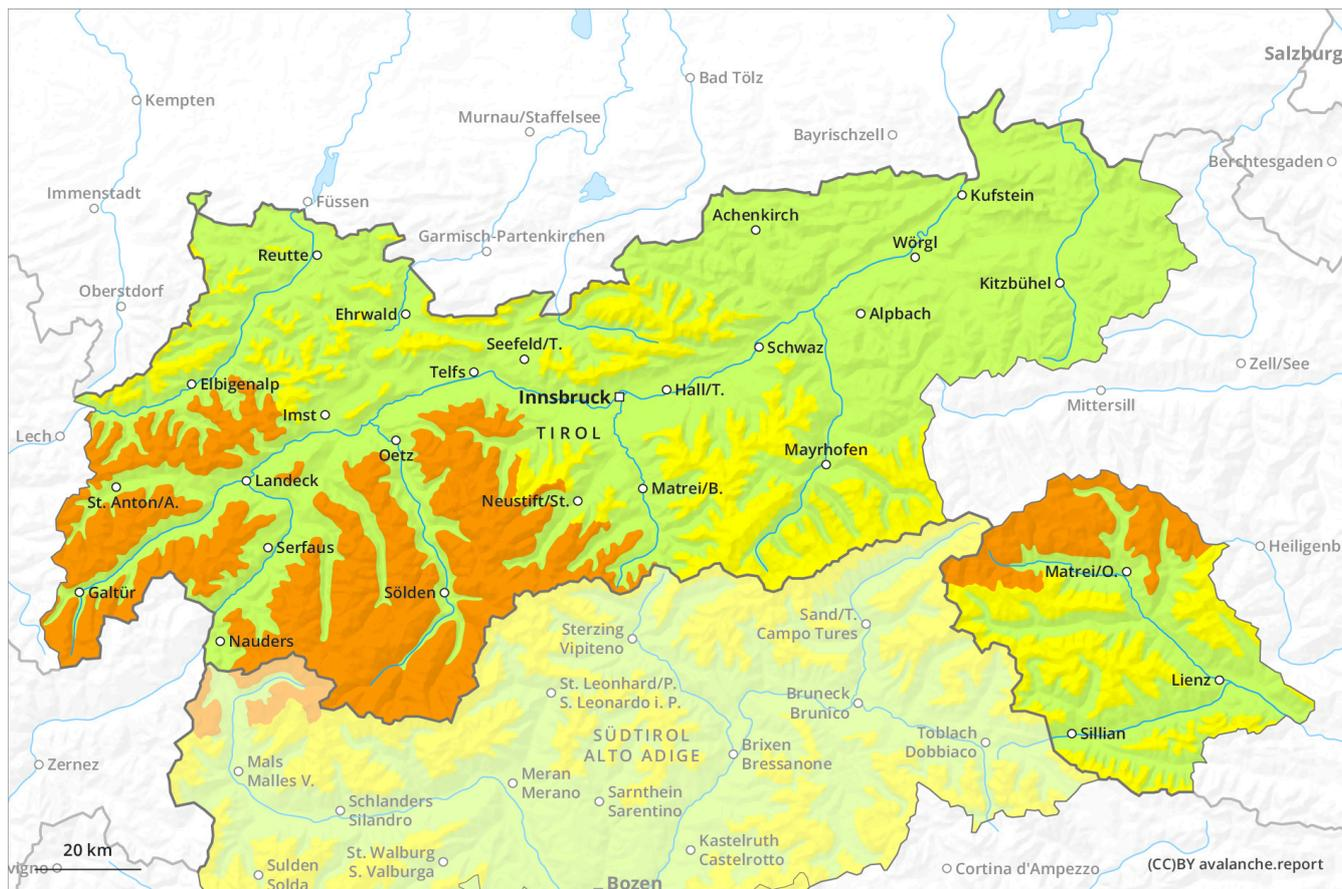 Salzburg
Kempten
Bad Tölz
Murnau/Staffelsee
Bayrischzell
Berchtesgaden
Immenstadt
Füssen
Kufstein
Achenkirch
Garmisch-Partenkirchen
Wörgl
Reutte
Kitzbühel
Oberstdorf
Ehrwald
Alpbach
Seefeld/T.
Schwaz
Zell/See
Telfs
Elbigenalp
Hall/T.
Innsbruck
Mittersill
Imst
TIROL
Lech
Mayrhofen
Oetz
Landeck
Matrei/B.
St. Anton/A.
Neustift/St.
Serfaus
Heiligenb
Matrei/O.
Galtür
Sölden
Sand/T.
Campo Tures
Sterzing
Vipiteno
Nauders
Lienz
St. Leonhard/P.
S. Leonardo i. P.
Bruneck
Brunico
Sillian
SÜDTIROL
ALTO ADIGE
Toblach
Dobbiaco
Brixen
Bressanone
Zernez
Mals
Malles V.
Meran
Merano
Sarnthein
Sarentino
Schlanders
Silandro
Kastelruth
Castelrotto
20 km
St. Walburg
S. Valburga
vigno
Sulden
Solda
Cortina d'Ampezzo
(CC)BY avalanche.report
Bozen